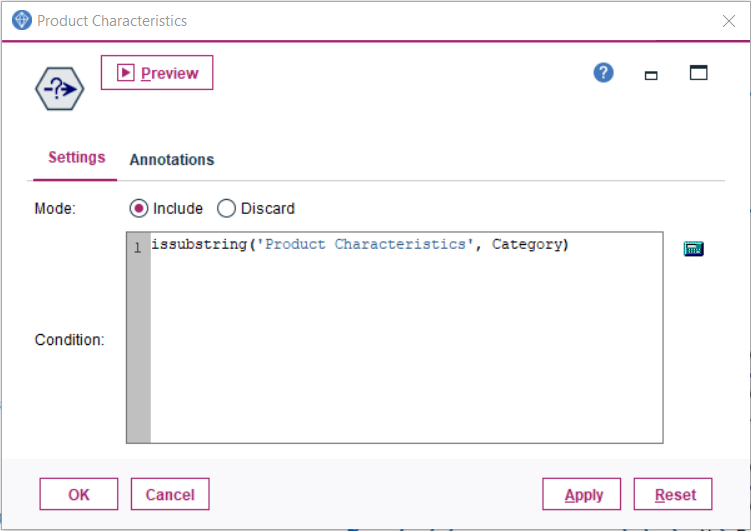 Product Characteristics
Preview
?
Settings Annotations
Mode: Include Discard
1 issubstring('Product Characteristics', Category)
Condition:
OK Cancel Apply Reset